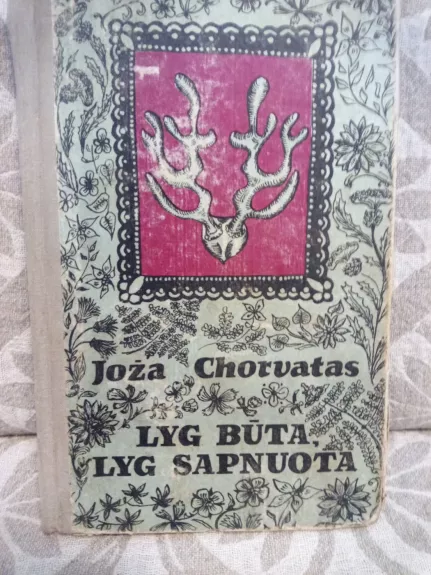 Joža Chorvatas
LYG BŪTA,
LYG SAPNUOTA